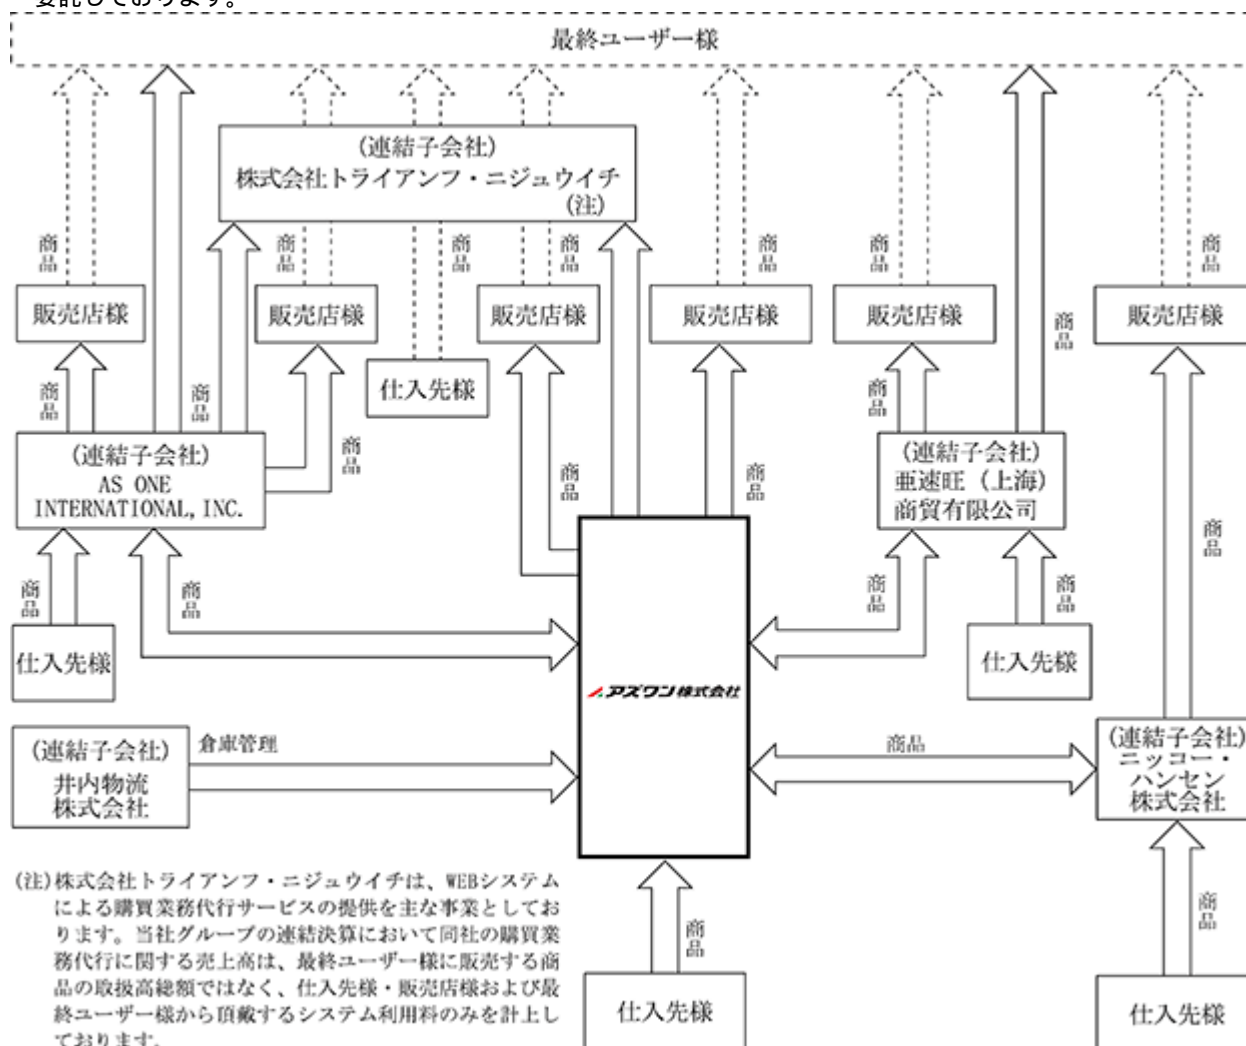 委託しております。
最終ユーザー様
(連結子会社)
株式会社トライアンフ・ニジュウイチ
(注)
商品
商品
商品
商品
商品
商品
商品
販売店様
販売店様
販売店様
販売店様
販売店様
販売店様
商品
仕入先様
商品
商品
商品
商品
商品
商品
(連結子会社)
AS ONE
INTERNATIONAL, INC.
(連結子会社)
亜速旺（上海）
商貿有限公司
商品
商品
商品
商品
商品
仕入先様
仕入先様
アズワン株式会社
(連結子会社)
井内物流
株式会社
倉庫管理
商品
(連結子会社)
ニッコー・
ハンセン
株式会社
(注)株式会社トライアンフ・ニジュウイチは、WEBシステム
による購買業務代行サービスの提供を主な事業としてお
ります。当社グループの連結決算において同社の購買業
務代行に関する売上高は、最終ユーザー様に販売する商
品の取扱高総額ではなく、仕入先様・販売店様および最
終ユーザー様から頂戴するシステム利用料のみを計上し
ております。
商品
商品
仕入先様
仕入先様